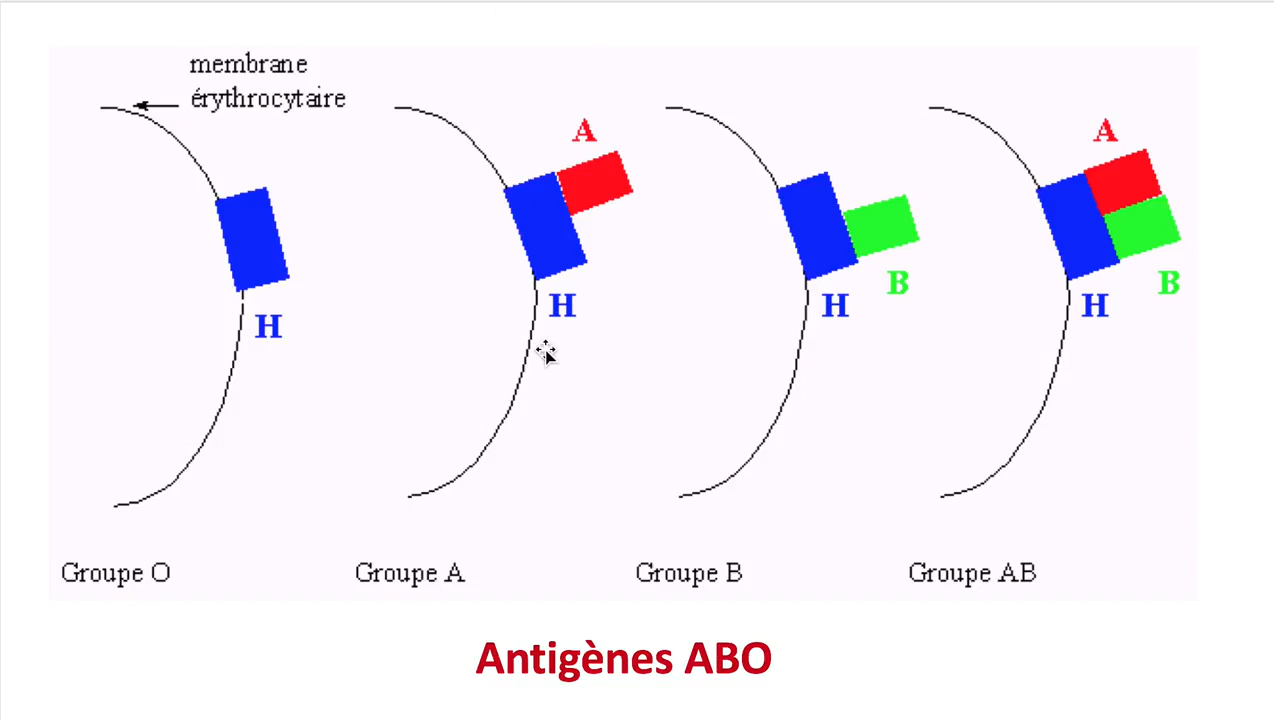 membrane
érythrocytaire
H
A
H
B
H
A
B
H
Groupe O
Groupe A
Groupe B
Groupe AB
Antigènes ABO